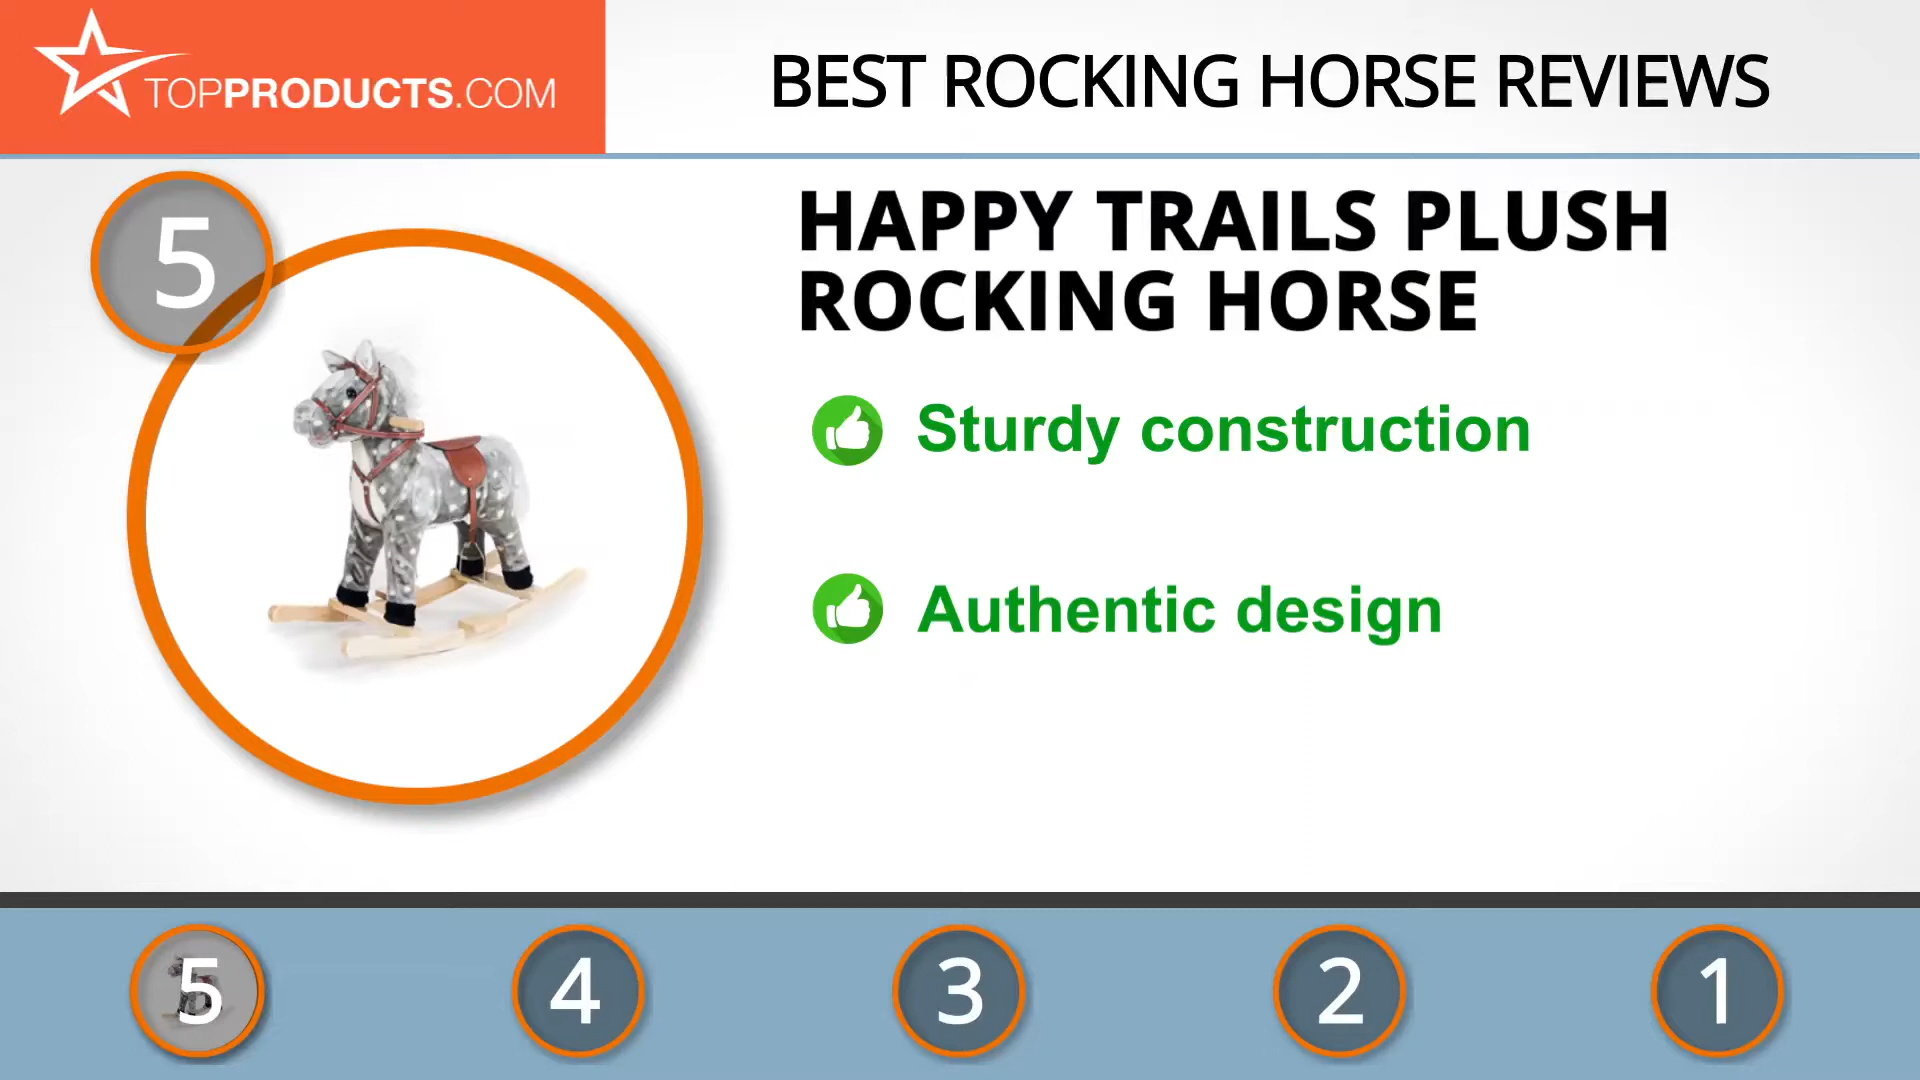 TOPPRODUCTS.COM
BEST ROCKING HORSE REVIEWS
5
HAPPY TRAILS PLUSH
ROCKING HORSE
Sturdy construction
Authentic design
5
4
3
2
1